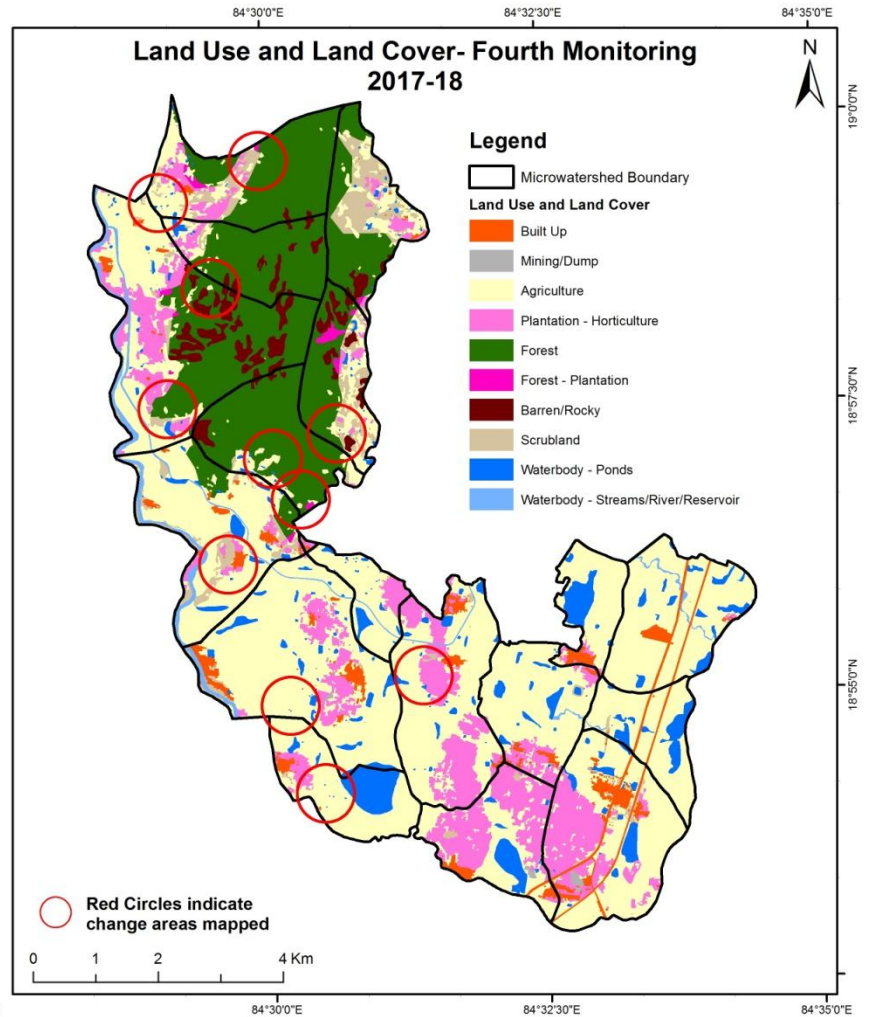 84°30'0"E 84°32'30"E 84°35'0"E
Land Use and Land Cover- Fourth Monitoring
2017-18
N
19°0'0"N
Legend
Microwatershed Boundary
Land Use and Land Cover
Built Up
Mining/Dump
Agriculture
Plantation - Horticulture
Forest
Forest - Plantation
Barren/Rocky
Scrubland
Waterbody - Ponds
Waterbody - Streams/River/Reservoir
18°57'30"N
18°55'0"N
Red Circles indicate
change areas mapped
0 1 2 4 Km
84°30'0"E 84°32'30"E 84°35'0"E